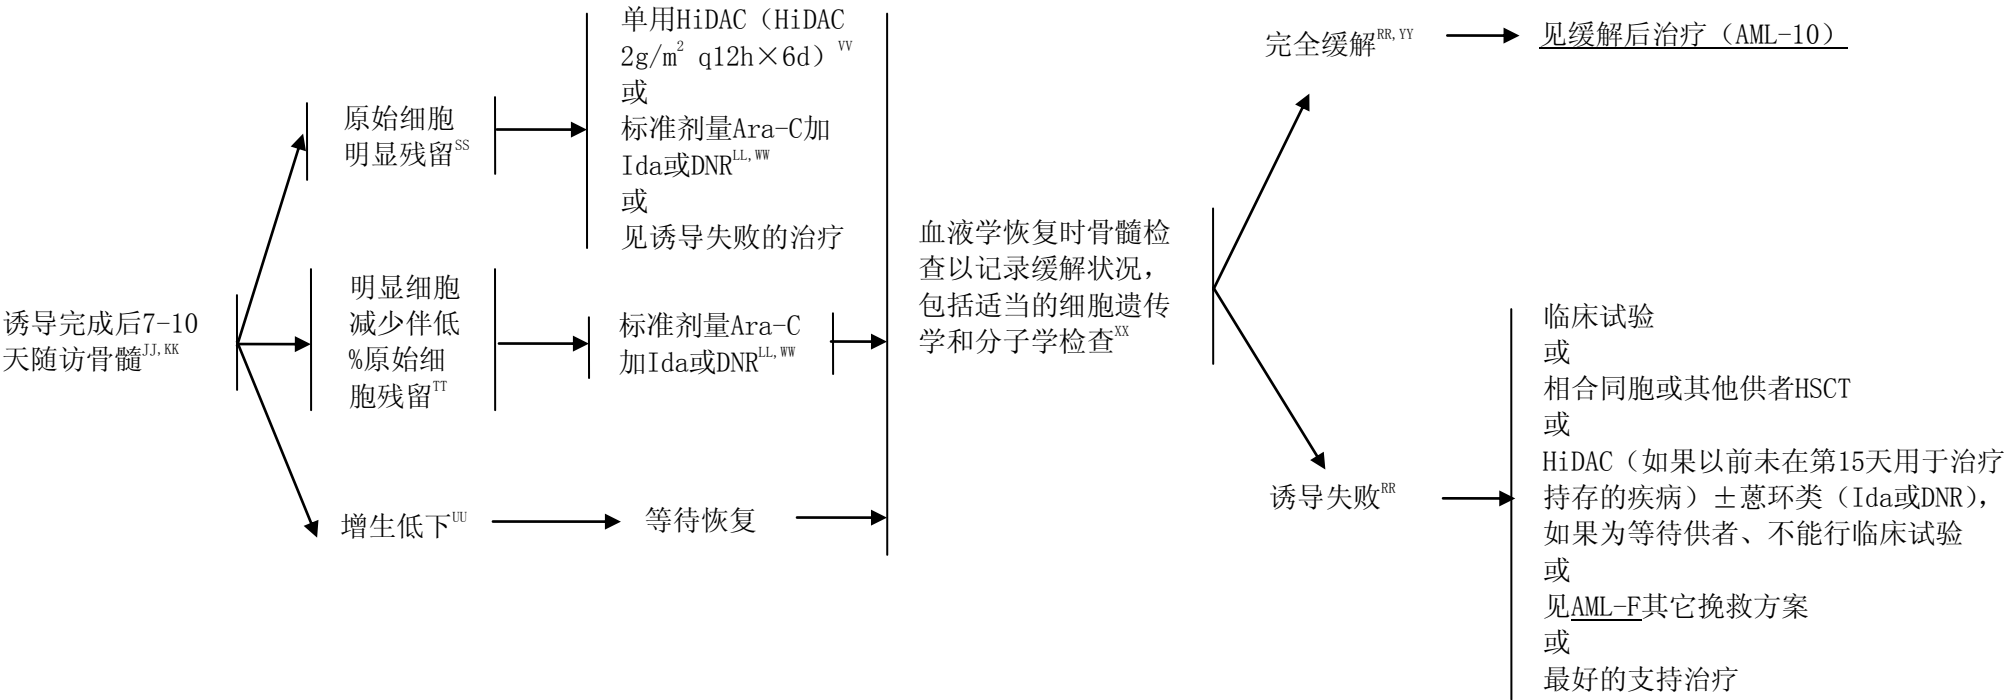 诱导完成后7-10
天随访骨髓JJ,KK
原始细胞
明显残留SS
单用HiDAC（HiDAC
2g/m2 q12h×6d）VV
或
标准剂量Ara-C加
Ida或DNRLL,WW
或
见诱导失败的治疗
明显细胞
减少伴低
%原始细
胞残留TT
标准剂量Ara-C
加Ida或DNRLL,WW
增生低下UU
等待恢复
血液学恢复时骨髓检
查以记录缓解状况，
包括适当的细胞遗传
学和分子学检查XX
完全缓解RR,YY
见缓解后治疗（AML-10）
诱导失败RR
临床试验
或
相合同胞或其他供者HSCT
或
HiDAC（如果以前未在第15天用于治疗
持存的疾病）±蒽环类（Ida或DNR），
如果为等待供者、不能行临床试验
或
见AML-F其它挽救方案
或
最好的支持治疗